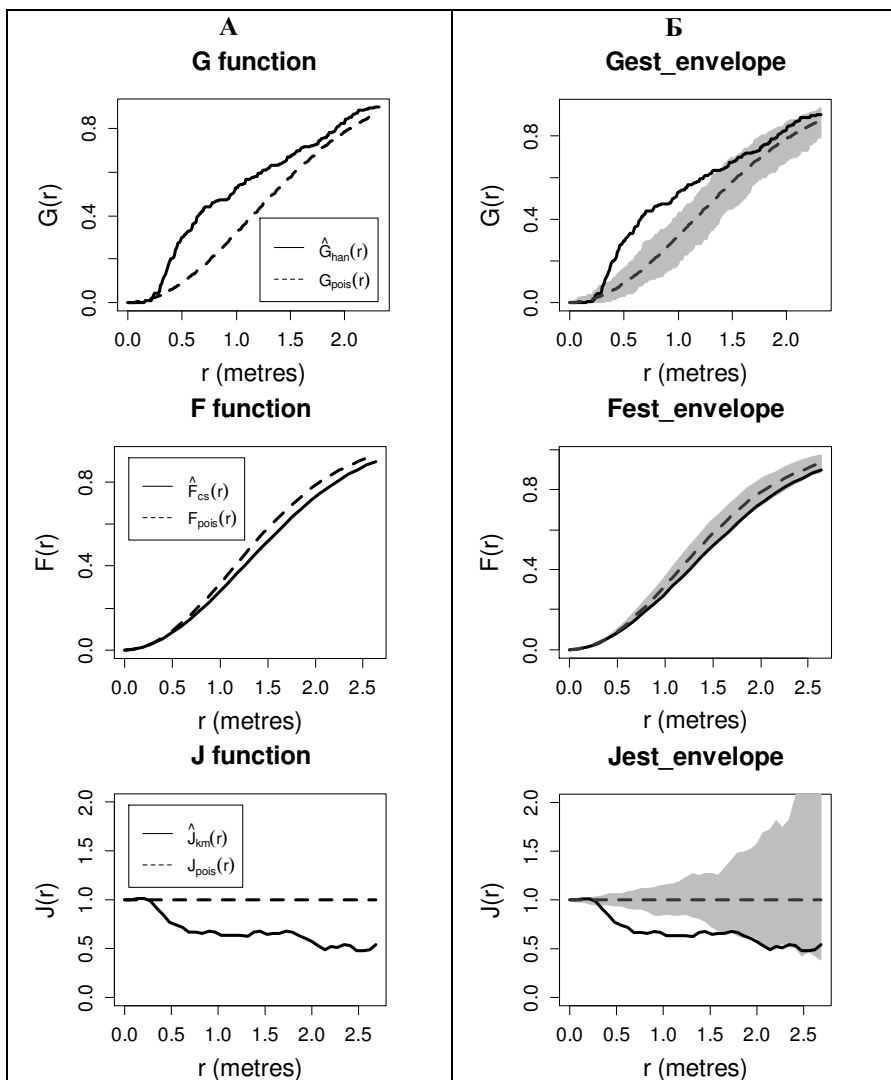 А
Б
G function
Gest_envelope
G(r)
0.0 0.4 0.8
Ĝhan(r)
Gpois(r)
0.0 0.5 1.0 1.5 2.0
r (metres)
G(r)
0.0 0.4 0.8
0.0 0.5 1.0 1.5 2.0
r (metres)
F function
Fest_envelope
F(r)
0.0 0.4 0.8
F̂cs(r)
Fpois(r)
0.0 0.5 1.0 1.5 2.0 2.5
r (metres)
F(r)
0.0 0.4 0.8
0.0 0.5 1.0 1.5 2.0 2.5
r (metres)
J function
Jest_envelope
J(r)
0.0 0.5 1.0 1.5 2.0
Ĵkm(r)
Jpois(r)
0.0 0.5 1.0 1.5 2.0 2.5
r (metres)
J(r)
0.0 0.5 1.0 1.5 2.0
0.0 0.5 1.0 1.5 2.0 2.5
r (metres)